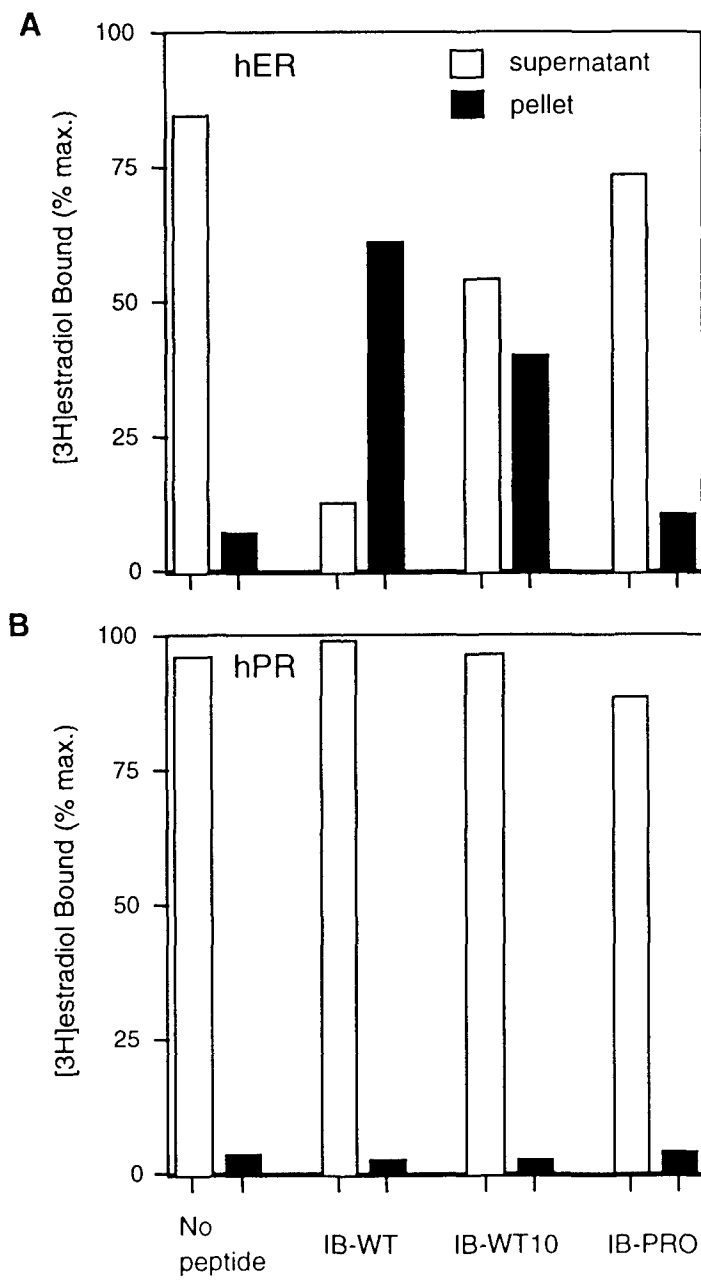 A
100
75
50
25
0
[3H]estradiol Bound (% max.)
hER
supernatant
pellet
B
100
75
50
25
0
[3H]estradiol Bound (% max.)
hPR
No
peptide
IB-WT
IB-WT10
IB-PRO